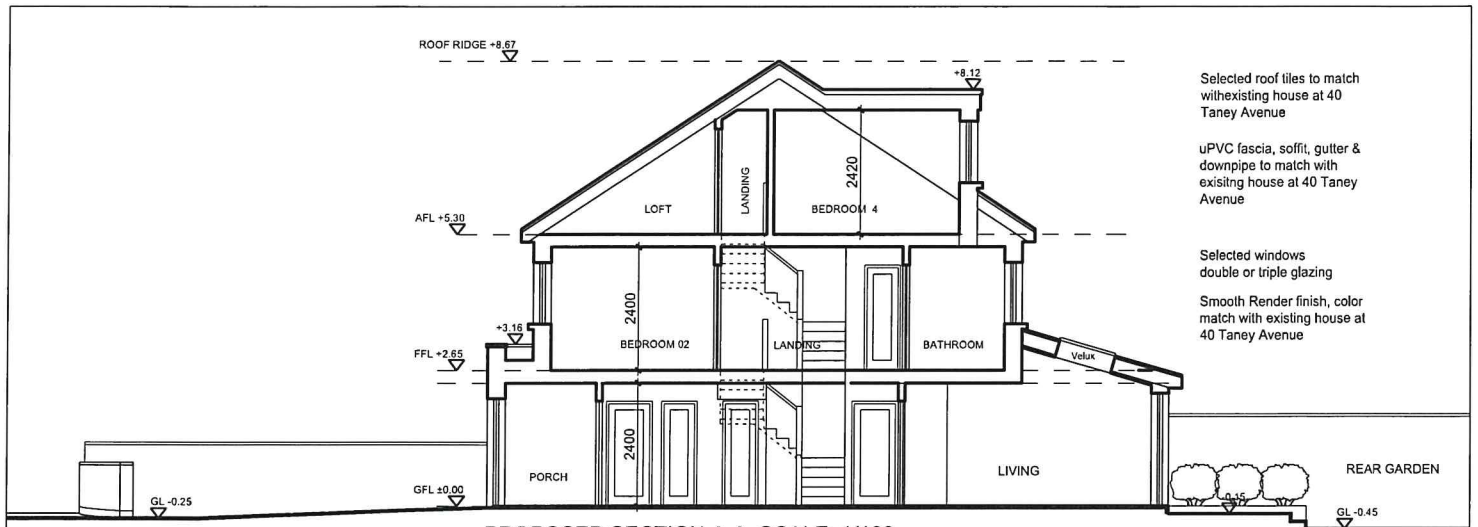 ROOF RIDGE +8.67
+8.12
Selected roof tiles to match
withexisting house at 40
Taney Avenue
uPVC fascia, soffit, gutter &
downpipe to match with
exisitng house at 40 Taney
Avenue
LOFT
LANDING
2420
BEDROOM 4
AFL +5.30
Selected windows
double or triple glazing
Smooth Render finish, color
match with existing house at
40 Taney Avenue
2400
+3.16
BEDROOM 02
LANDING
BATHROOM
Velux
FFL +2.65
2400
PORCH
LIVING
REAR GARDEN
GL -0.25
GFL ±0.00
-0.15
GL -0.45